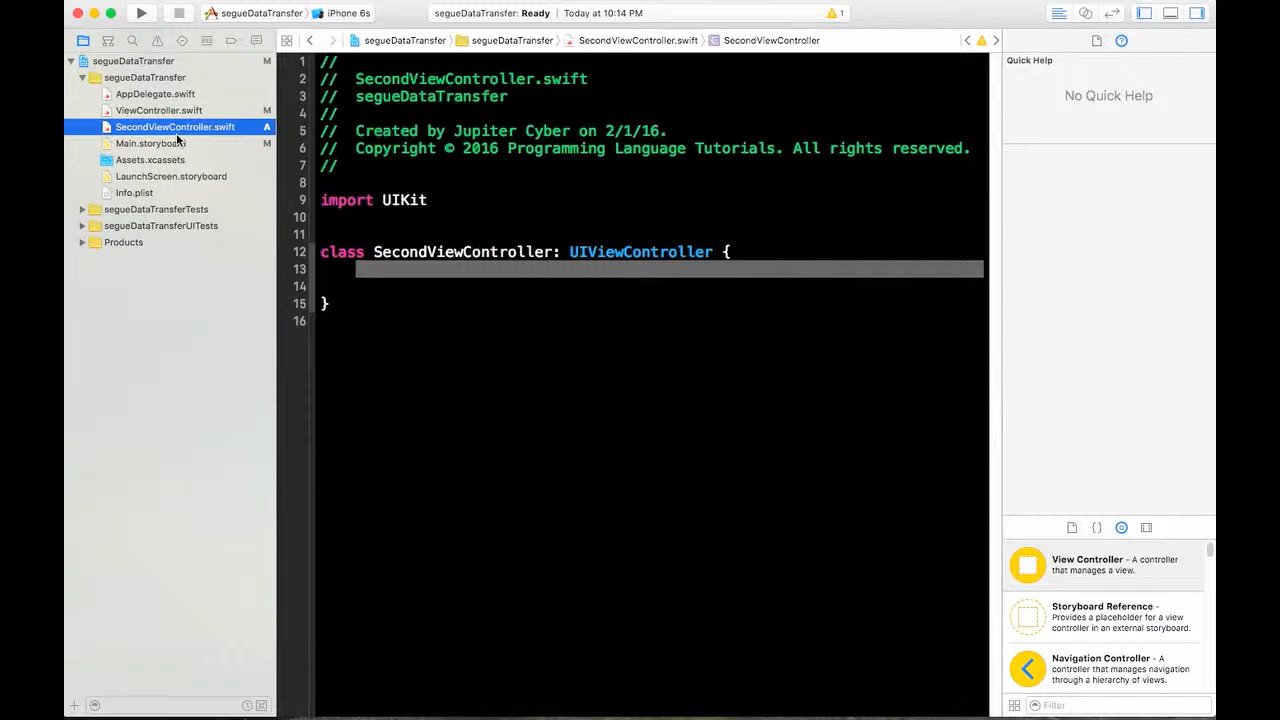 segueDataTransfer
iPhone 6s
segueDataTransfer: Ready
Today at 10:14 PM
1
segueDataTransfer
segueDataTransfer
SecondViewController.swift
SecondViewController
segueDataTransfer M
segueDataTransfer
AppDelegate.swift
ViewController.swift M
SecondViewController.swift A
Main.storyboard M
Assets.xcassets
LaunchScreen.storyboard
Info.plist
segueDataTransferTests
segueDataTransferUITests
Products
1 //
2 //  SecondViewController.swift
3 //  segueDataTransfer
4 //
5 //  Created by Jupiter Cyber on 2/1/16.
6 //  Copyright © 2016 Programming Language Tutorials. All rights reserved.
7 //
8
9 import UIKit
10
11
12 class SecondViewController: UIViewController {
13
14
15 }
16
Quick Help
No Quick Help
View Controller - A controller
that manages a view.
Storyboard Reference -
Provides a placeholder for a view
controller in an external storyboard.
Navigation Controller - A
controller that manages navigation
through a hierarchy of views.
Filter